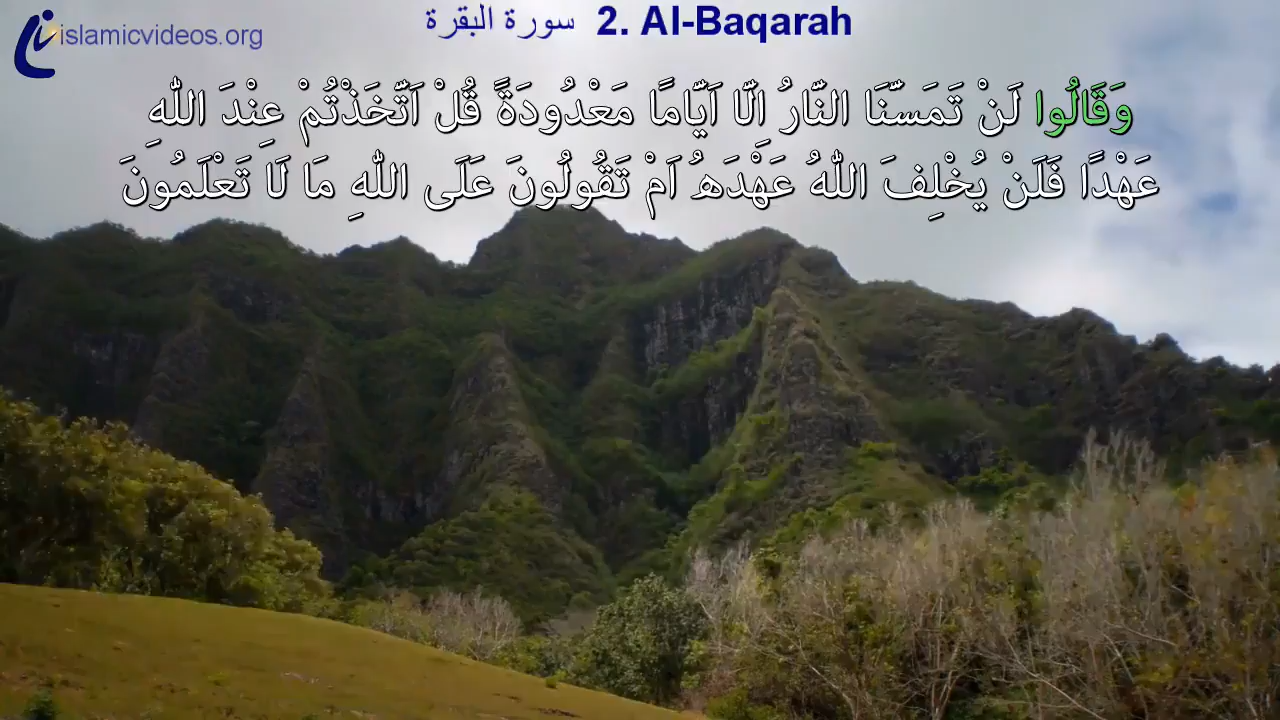 islamicvideos.org
سورة البقرة 2. Al-Baqarah
وَقَالُوا لَنْ تَمَسَّنَا النَّارُ اِلَّا اَيَّامًا مَعْدُودَةً قُلْ اَتَّخَذْتُمْ عِنْدَ اللّٰهِ
عَهْدًا فَلَنْ يُخْلِفَ اللّٰهُ عَهْدَهُ اَمْ تَقُولُونَ عَلَى اللّٰهِ مَا لَا تَعْلَمُونَ